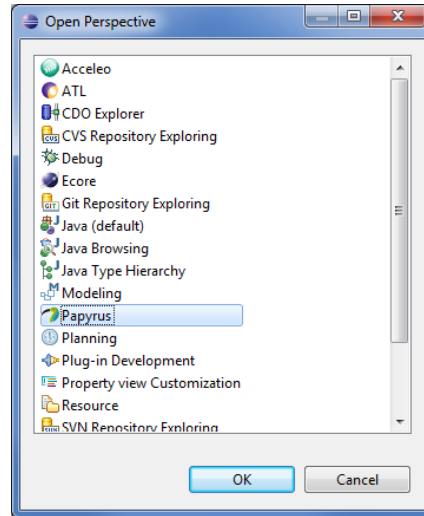 Open Perspective
Acceleo
ATL
CDO Explorer
CVS Repository Exploring
Debug
Ecore
Git Repository Exploring
Java (default)
Java Browsing
Java Type Hierarchy
Modeling
Papyrus
Planning
Plug-in Development
Property view Customization
Resource
SVN Repository Exploring
OK Cancel